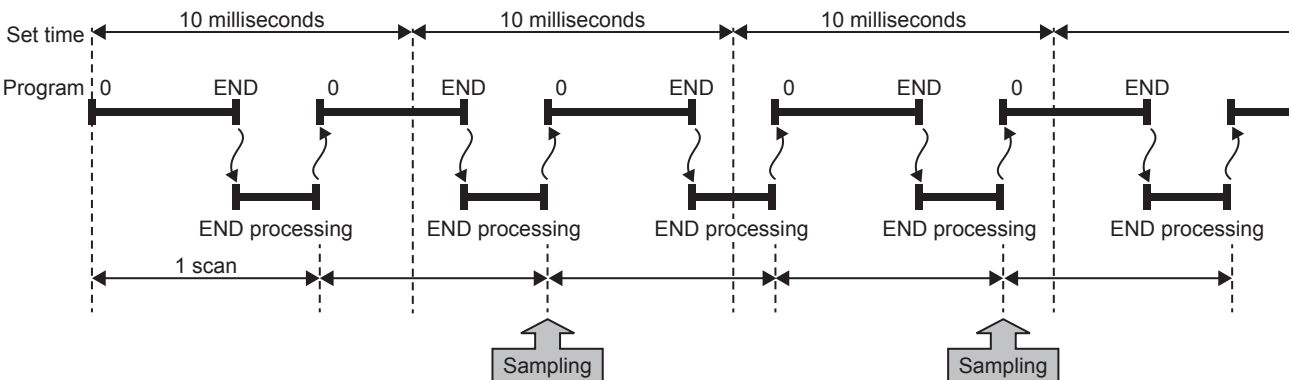 10 milliseconds 10 milliseconds 10 milliseconds
Set time
Program 0 END 0 END 0 END 0 END 0 END
END processing END processing END processing END processing END processing
1 scan
Sampling Sampling